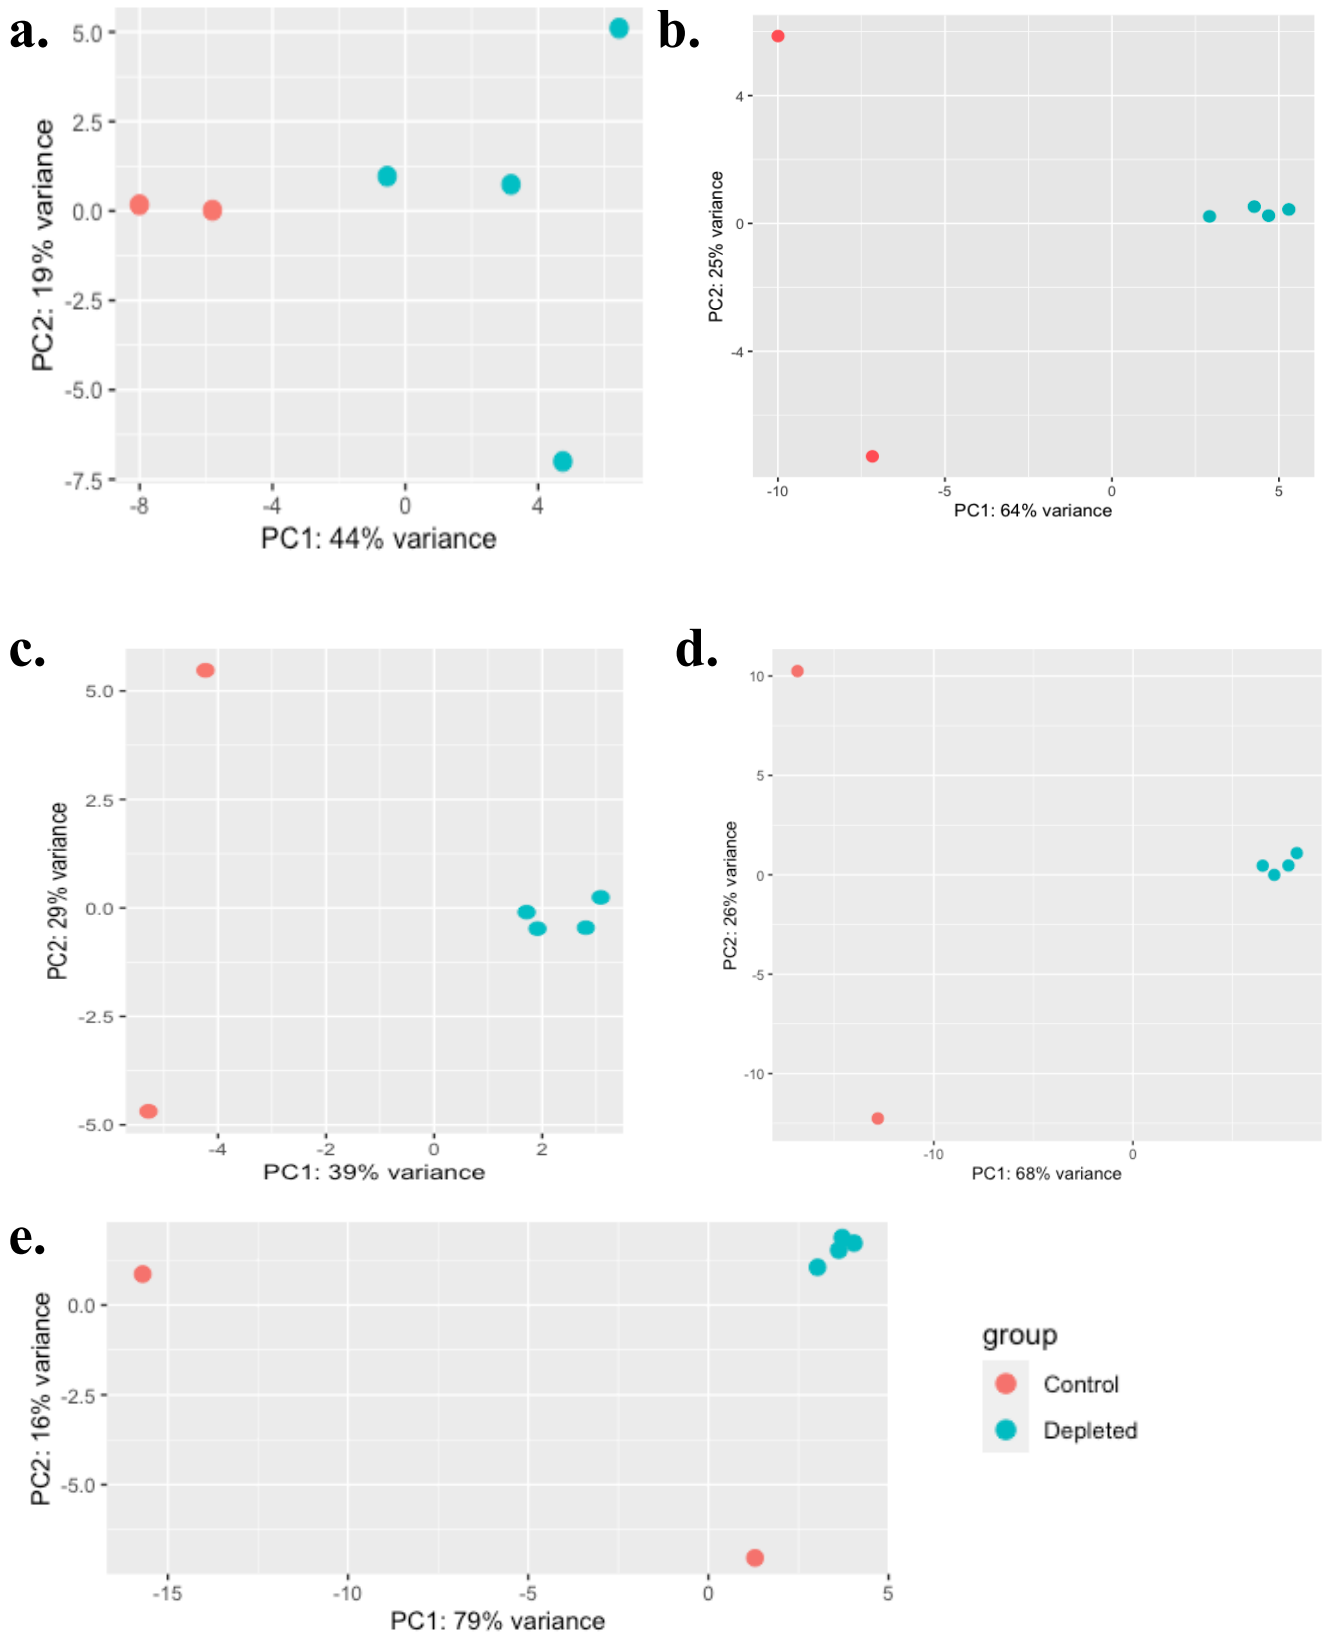 a.
5.0
2.5
0.0
-2.5
-5.0
-7.5
PC2: 19% variance
-8 -4 0 4
PC1: 44% variance
b.
4
0
-4
PC2: 25% variance
-10 -5 0 5
PC1: 64% variance
c.
5.0
2.5
0.0
-2.5
-5.0
PC2: 29% variance
-4 -2 0 2
PC1: 39% variance
d.
10
5
0
-5
-10
PC2: 26% variance
-10 0
PC1: 68% variance
e.
0.0
-2.5
-5.0
PC2: 16% variance
-15 -10 -5 0 5
PC1: 79% variance
group
Control
Depleted